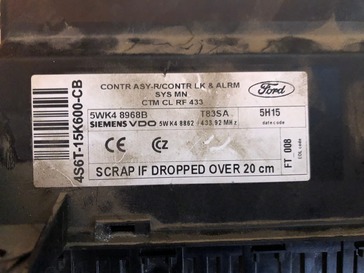 CONTR ASY-R/CONTR LK & ALRM
SYS MN
CTM CL RF 433
Ford
5WK4 8968B T83SA 5H15
SIEMENS VDO 5WK4 8862 / 433.92 MHz date code
CE CZ
SCRAP IF DROPPED OVER 20 cm
4S6T-15K600-CB
FT 008
EOL code